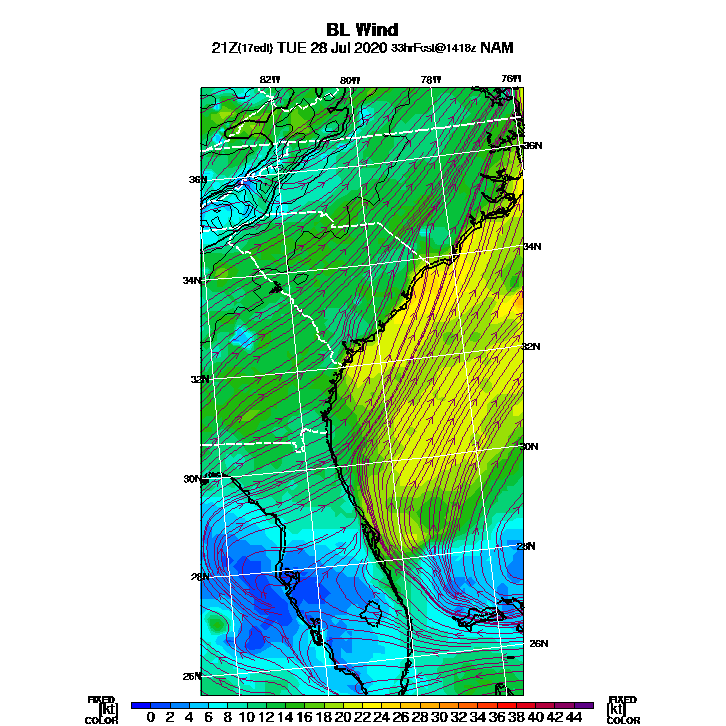 BL Wind
21Z(17edt) TUE 28 Jul 2020 33hrFcst@1418z NAM
82W 80W 78W 76W
36N
36N
34N
34N
32N
32N
30N
30N
28N
28N
26N
26N
FIXED FIXED
[kt] 0 2 4 6 8 10 12 14 16 18 20 22 24 26 28 30 32 34 36 38 40 42 44 [kt]
COLOR COLOR